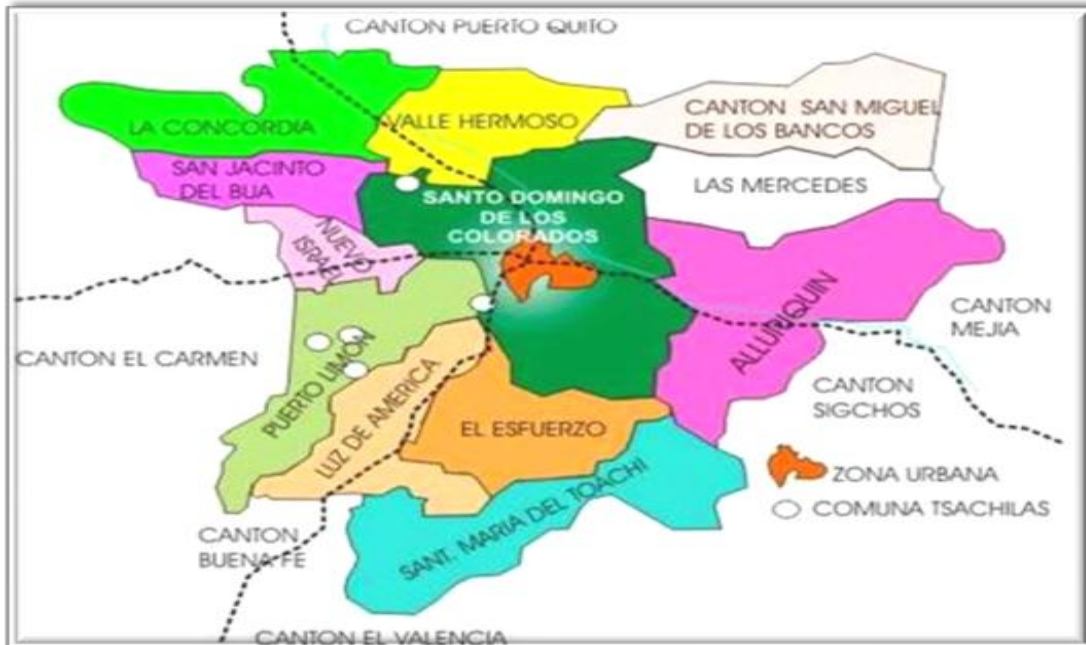 CANTON PUERTO QUITO
LA CONCORDIA
VALLE HERMOSO
CANTON SAN MIGUEL
DE LOS BANCOS
SAN JACINTO
DEL BUA
LAS MERCEDES
SANTO DOMINGO
DE LOS
COLORADOS
NUEVO
ISRAEL
ALLURIQUIN
CANTON
MEJIA
CANTON EL CARMEN
PUERTO LIMON
LUZ DE AMERICA
CANTON
SIGCHOS
EL ESFUERZO
ZONA URBANA
COMUNA TSACHILAS
SANT. MARIA DEL TOACHI
CANTON
BUENA FE
CANTON EL VALENCIA